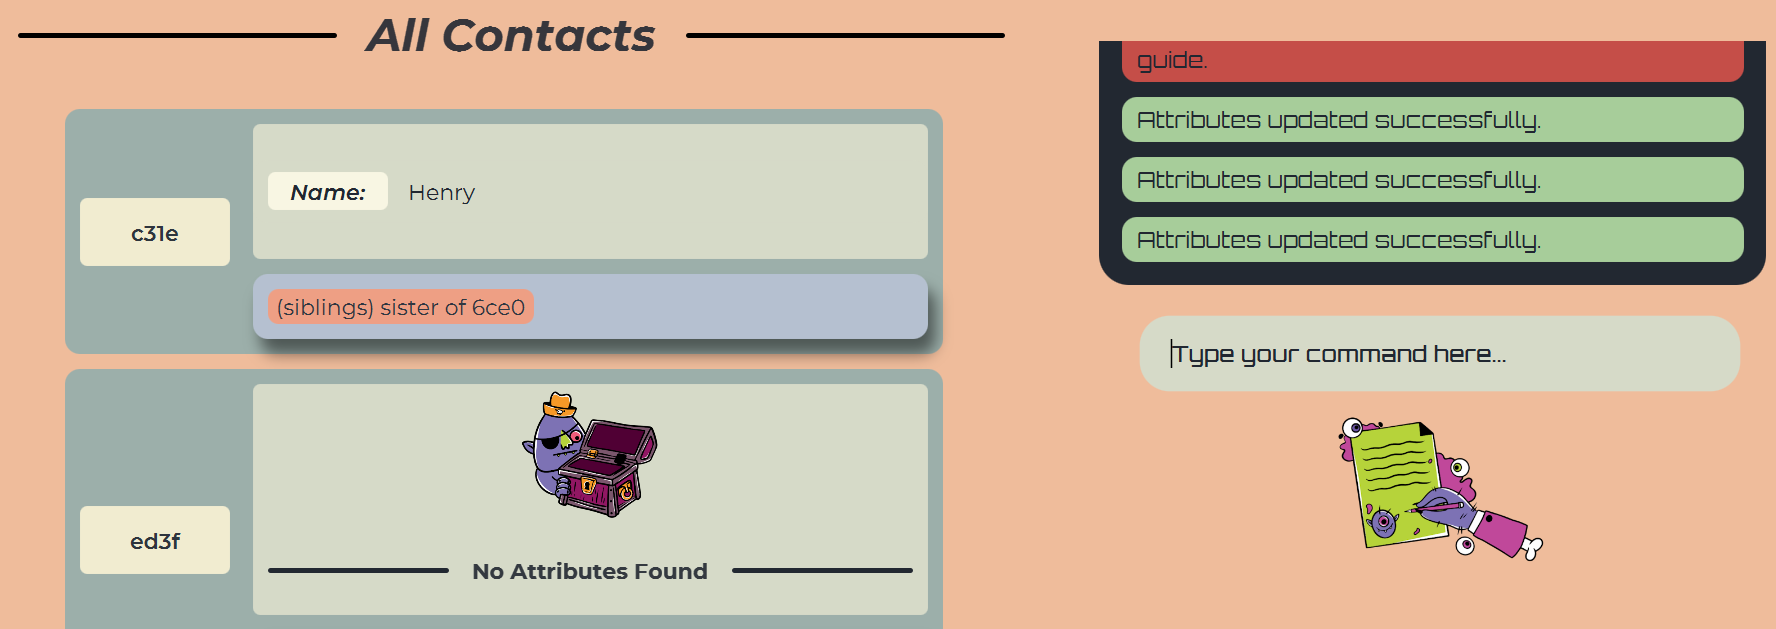 All Contacts
c31e
Name: Henry
(siblings) sister of 6ce0
ed3f
No Attributes Found
guide.
Attributes updated successfully.
Attributes updated successfully.
Attributes updated successfully.
Type your command here...